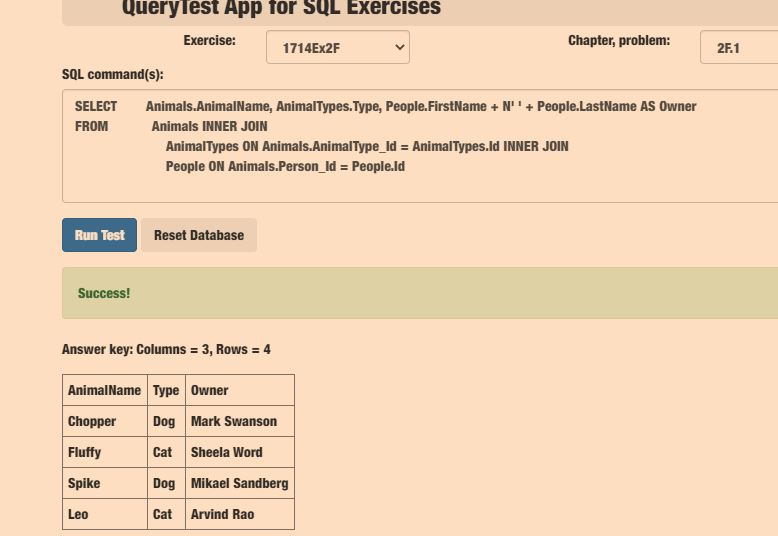 QueryTest App for SQL Exercises
Exercise: 1714Ex2F Chapter, problem: 2F.1
SQL command(s):
SELECT Animals.AnimalName, AnimalTypes.Type, People.FirstName + N' ' + People.LastName AS Owner
FROM Animals INNER JOIN
AnimalTypes ON Animals.AnimalType_Id = AnimalTypes.Id INNER JOIN
People ON Animals.Person_Id = People.Id
Run Test Reset Database
Success!
Answer key: Columns = 3, Rows = 4
AnimalName Type Owner
Chopper Dog Mark Swanson
Fluffy Cat Sheela Word
Spike Dog Mikael Sandberg
Leo Cat Arvind Rao